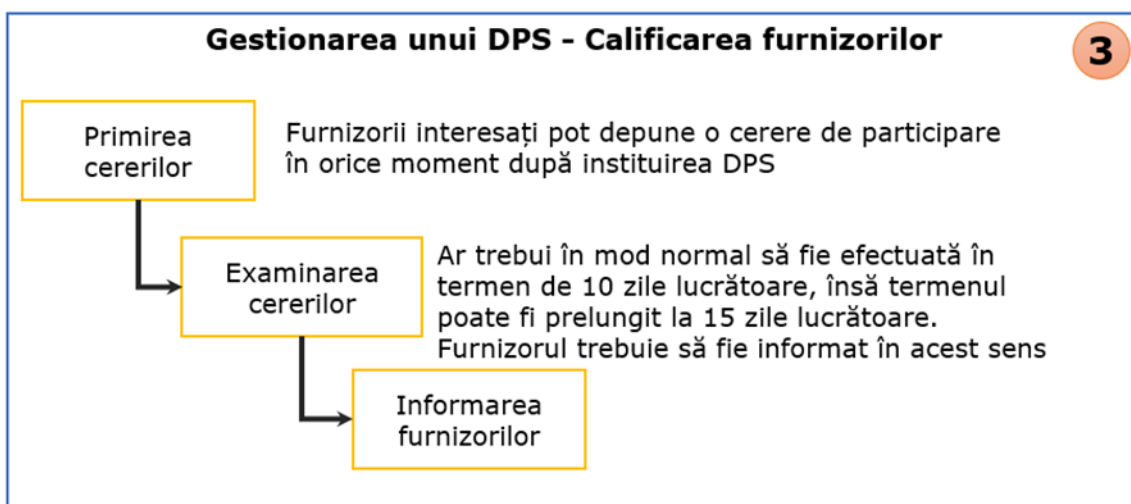 Gestionarea unui DPS – Calificarea furnizorilor
3
Primirea
cererilor
Furnizorii interesați pot depune o cerere de participare
în orice moment după instituirea DPS
Examinarea
cererilor
Ar trebui în mod normal să fie efectuată în
termen de 10 zile lucrătoare, însă termenul
poate fi prelungit la 15 zile lucrătoare.
Furnizorul trebuie să fie informat în acest sens
Informarea
furnizorilor